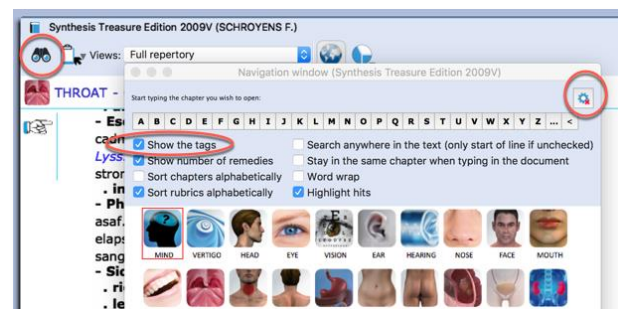 Synthesis Treasure Edition 2009V (SCHROYENS F.)
Views: Full repertory
Navigation window (Synthesis Treasure Edition 2009V)
THROAT -
Start typing the chapter you wish to open:
A B C D E F G H I J K L M N O P Q R S T U V W X Y Z ... <
- Es
cadm
Lyss
stron
. in
- Ph
asaf.
elaps
sang
- Sic
. ri
. le
Show the tags
Search anywhere in the text (only start of line if unchecked)
Show number of remedies
Stay in the same chapter when typing in the document
Sort chapters alphabetically
Word wrap
Sort rubrics alphabetically
Highlight hits
MIND VERTIGO HEAD EYE VISION EAR HEARING NOSE FACE MOUTH